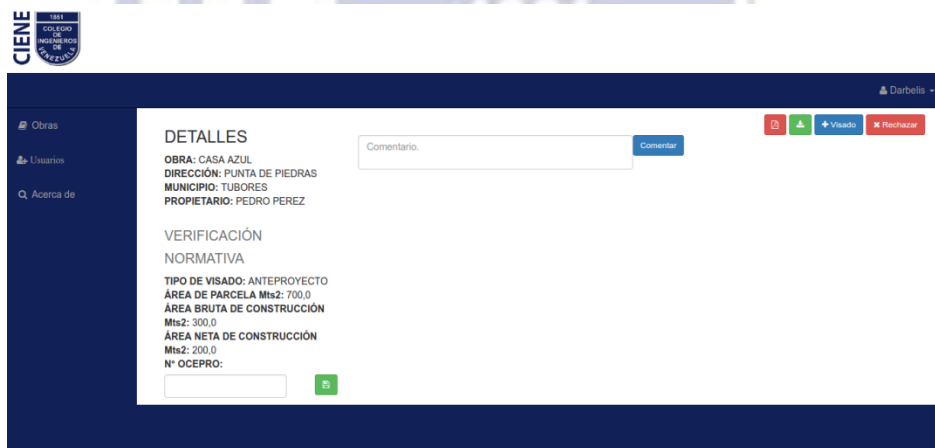 CIENE
1861
COLEGIO
DE
INGENIEROS
DE
VENEZUELA
Darbelis
Obras
Usuarios
Acerca de
Visado
Rechazar
DETALLES
Comentario.
Comentar
OBRA: CASA AZUL
DIRECCIÓN: PUNTA DE PIEDRAS
MUNICIPIO: TUBORES
PROPIETARIO: PEDRO PEREZ
VERIFICACIÓN
NORMATIVA
TIPO DE VISADO: ANTEPROYECTO
ÁREA DE PARCELA Mts2: 700,0
ÁREA BRUTA DE CONSTRUCCIÓN
Mts2: 300,0
ÁREA NETA DE CONSTRUCCIÓN
Mts2: 200,0
N° OCEPRO: